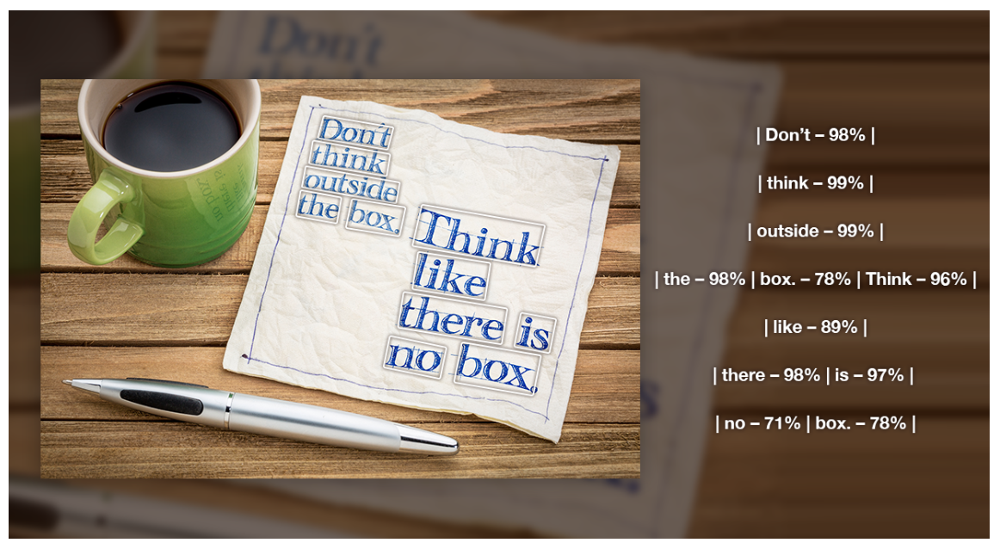 Don't
think
outside
the box.
Think
like
there is
no box.
| Don't – 98% |
| think – 99% |
| outside – 99% |
| the – 98% | box. – 78% | Think – 96% |
| like – 89% |
| there – 98% | is – 97% |
| no – 71% | box. – 78% |